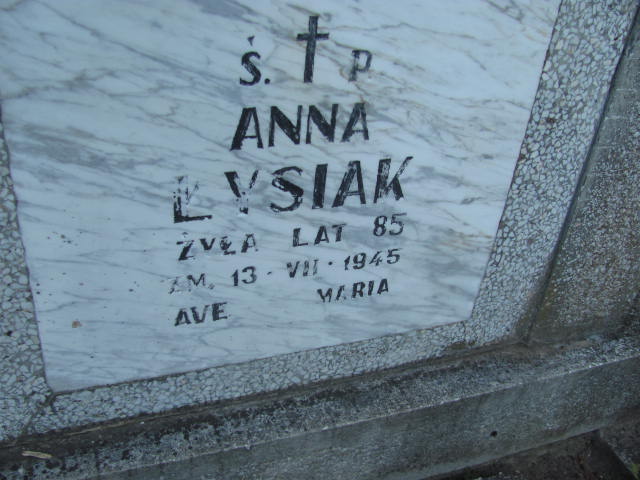 Ś. P
ANNA
ŁYSIAK
ŻYŁA LAT 85
ZM. 13 · VII · 1945
AVE MARIA